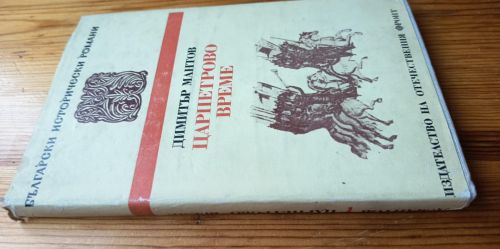 БЪЛГАРСКИ ИСТОРИЧЕСКИ РОМАНИ
ДИМИТЪР МАНТОВ
ЦАРПЕТРОВО
ВРЕМЕ
ИЗДАТЕЛСТВО НА ОТЕЧЕСТВЕНИЯ ФРОНТ